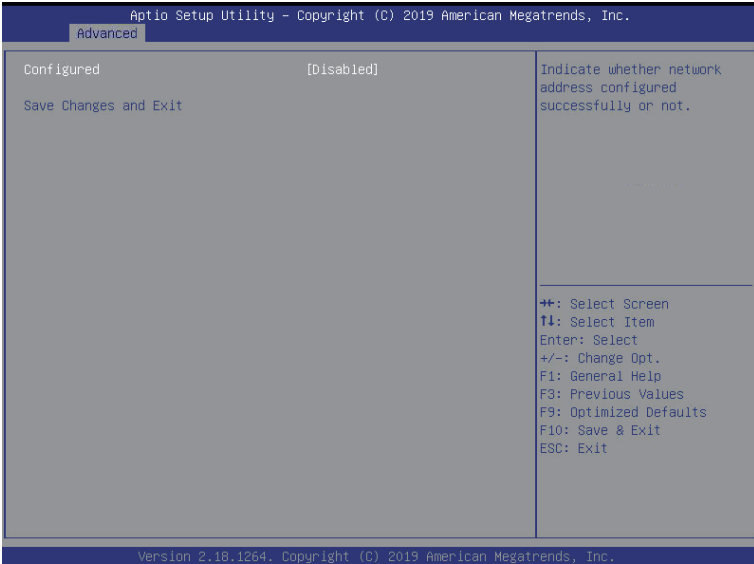 Aptio Setup Utility – Copyright (C) 2019 American Megatrends, Inc.
Advanced
Configured [Disabled]
Save Changes and Exit
Indicate whether network
address configured
successfully or not.
→←: Select Screen
↑↓: Select Item
Enter: Select
+/-: Change Opt.
F1: General Help
F3: Previous Values
F9: Optimized Defaults
F10: Save & Exit
ESC: Exit
Version 2.18.1264. Copyright (C) 2019 American Megatrends, Inc.